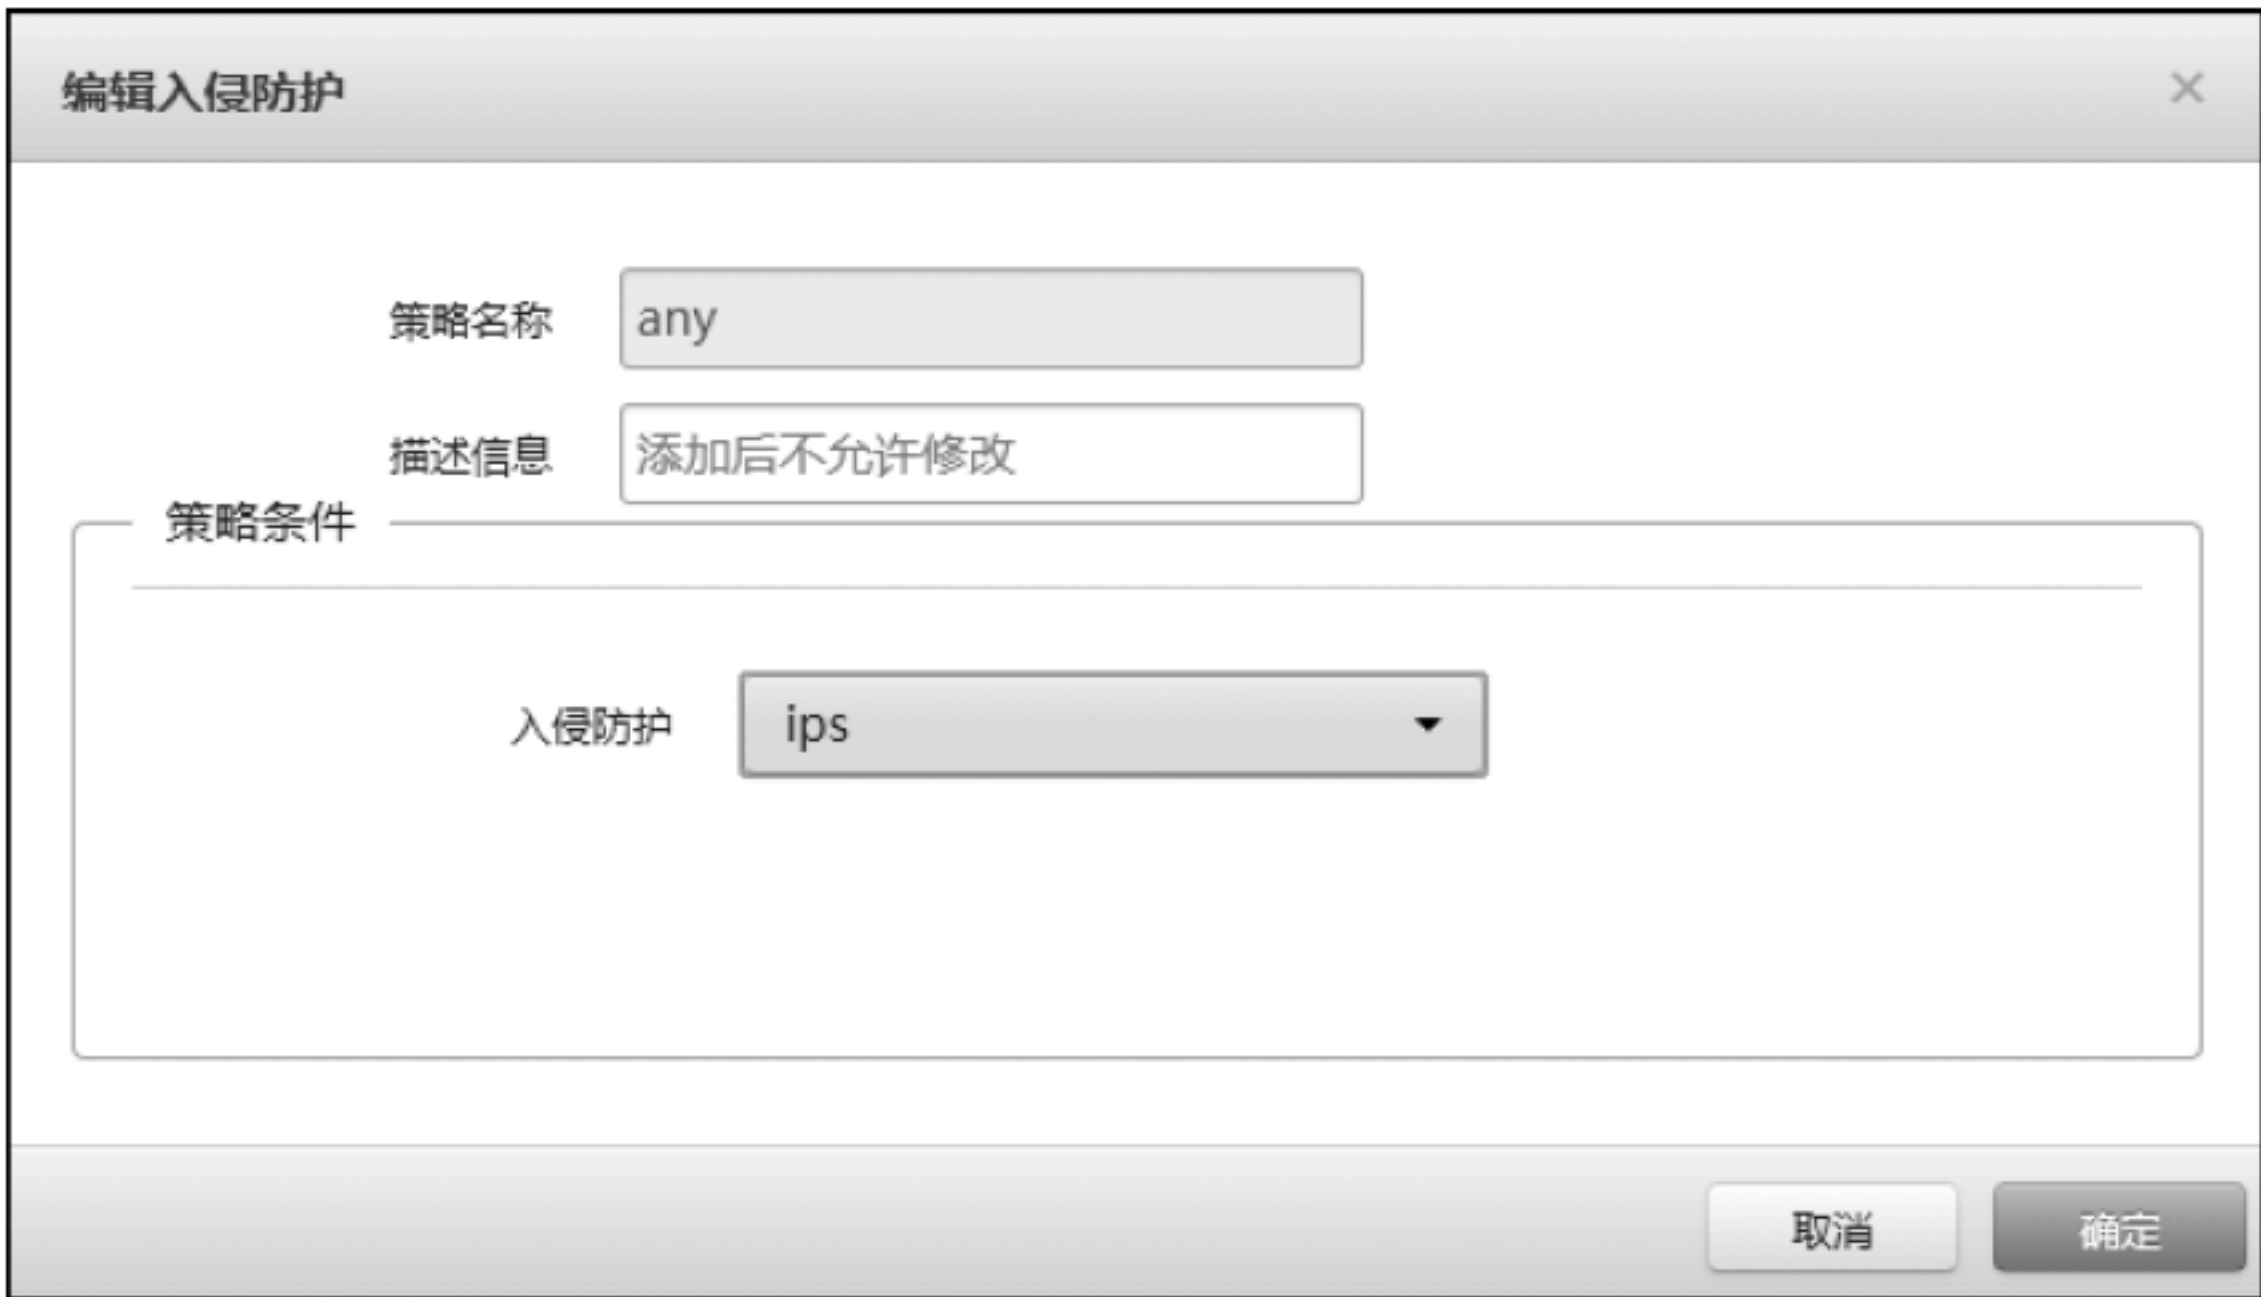 编辑入侵防护
策略名称 any
描述信息 添加后不允许修改
策略条件
入侵防护 ips
取消 确定